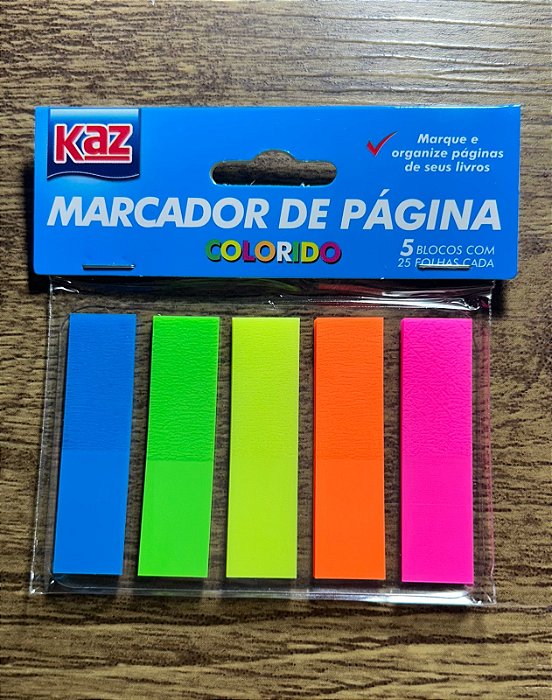 Kaz
Marque e
organize páginas
de seus livros
MARCADOR DE PÁGINA
COLORIDO
5 BLOCOS COM
25 FOLHAS CADA